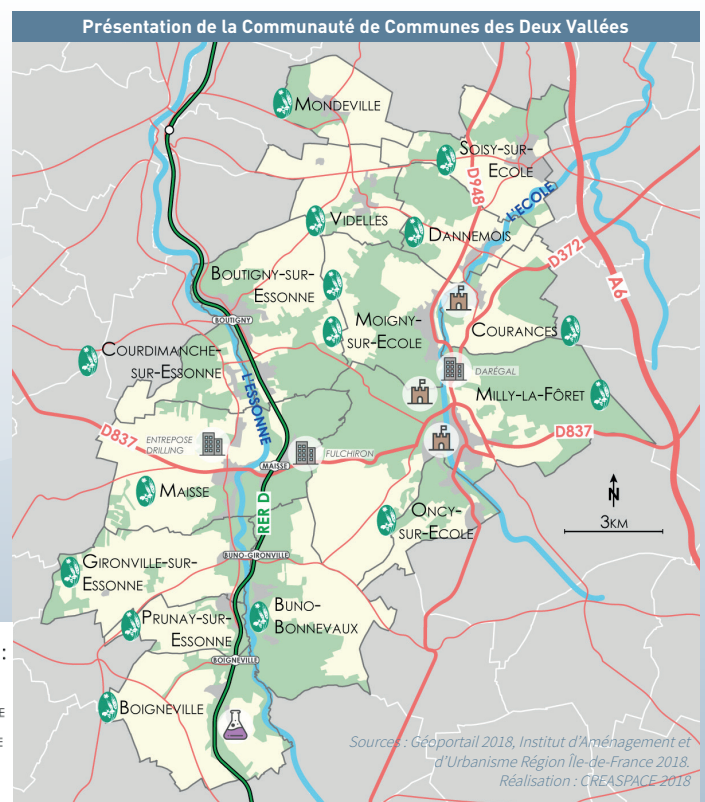 Présentation de la Communauté de Communes des Deux Vallées
MONDEVILLE
SOISY-SUR-
ECOLE
D948
L'ECOLE
VIDELLES
DANNEMOIS
D372
A6
BOUTIGNY-SUR-
ESSONNE
BOUTIGNY
MOIGNY-
SUR-ECOLE
COURANCES
COURDIMANCHE-
SUR-ESSONNE
L'ESSONNE
DARÉGAL
MILLY-LA-FÔRET
D837
ENTREPOSE
DRILLING
FULCHIRON
D837
MAISSE
MAISSE
RER D
ONCY-
SUR-ECOLE
N
3KM
BUNO-GIRONVILLE
GIRONVILLE-SUR-
ESSONNE
PRUNAY-SUR-
ESSONNE
BUNO-
BONNEVAUX
BOIGNEVILLE
BOIGNEVILLE
:
E
E
Sources : Géoportail 2018, Institut d'Aménagement et
d'Urbanisme Région Île-de-France 2018.
Réalisation : CREASPACE 2018